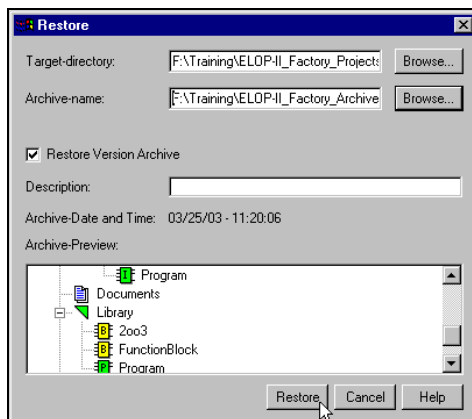 Restore
Target-directory: F:\Training\ELOP-II_Factory_Projects Browse...
Archive-name: F:\Training\ELOP-II_Factory_Archive Browse...
Restore Version Archive
Description:
Archive-Date and Time: 03/25/03 - 11:20:06
Archive-Preview:
I Program
Documents
Library
B 2oo3
B FunctionBlock
P Program
Restore Cancel Help